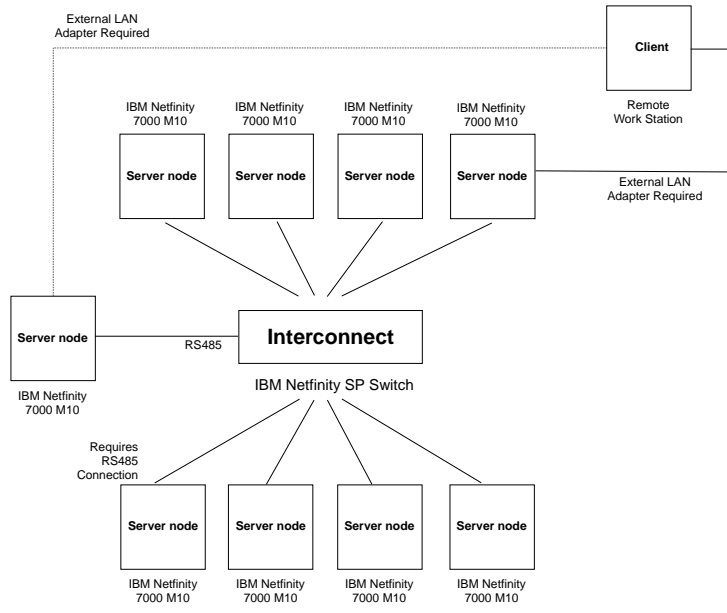 External LAN
Adapter Required
Client
Remote
Work Station
IBM Netfinity
7000 M10
IBM Netfinity
7000 M10
IBM Netfinity
7000 M10
IBM Netfinity
7000 M10
Server node
Server node
Server node
Server node
External LAN
Adapter Required
Server node
RS485
Interconnect
IBM Netfinity
7000 M10
IBM Netfinity SP Switch
Requires
RS485
Connection
Server node
Server node
Server node
Server node
IBM Netfinity
7000 M10
IBM Netfinity
7000 M10
IBM Netfinity
7000 M10
IBM Netfinity
7000 M10